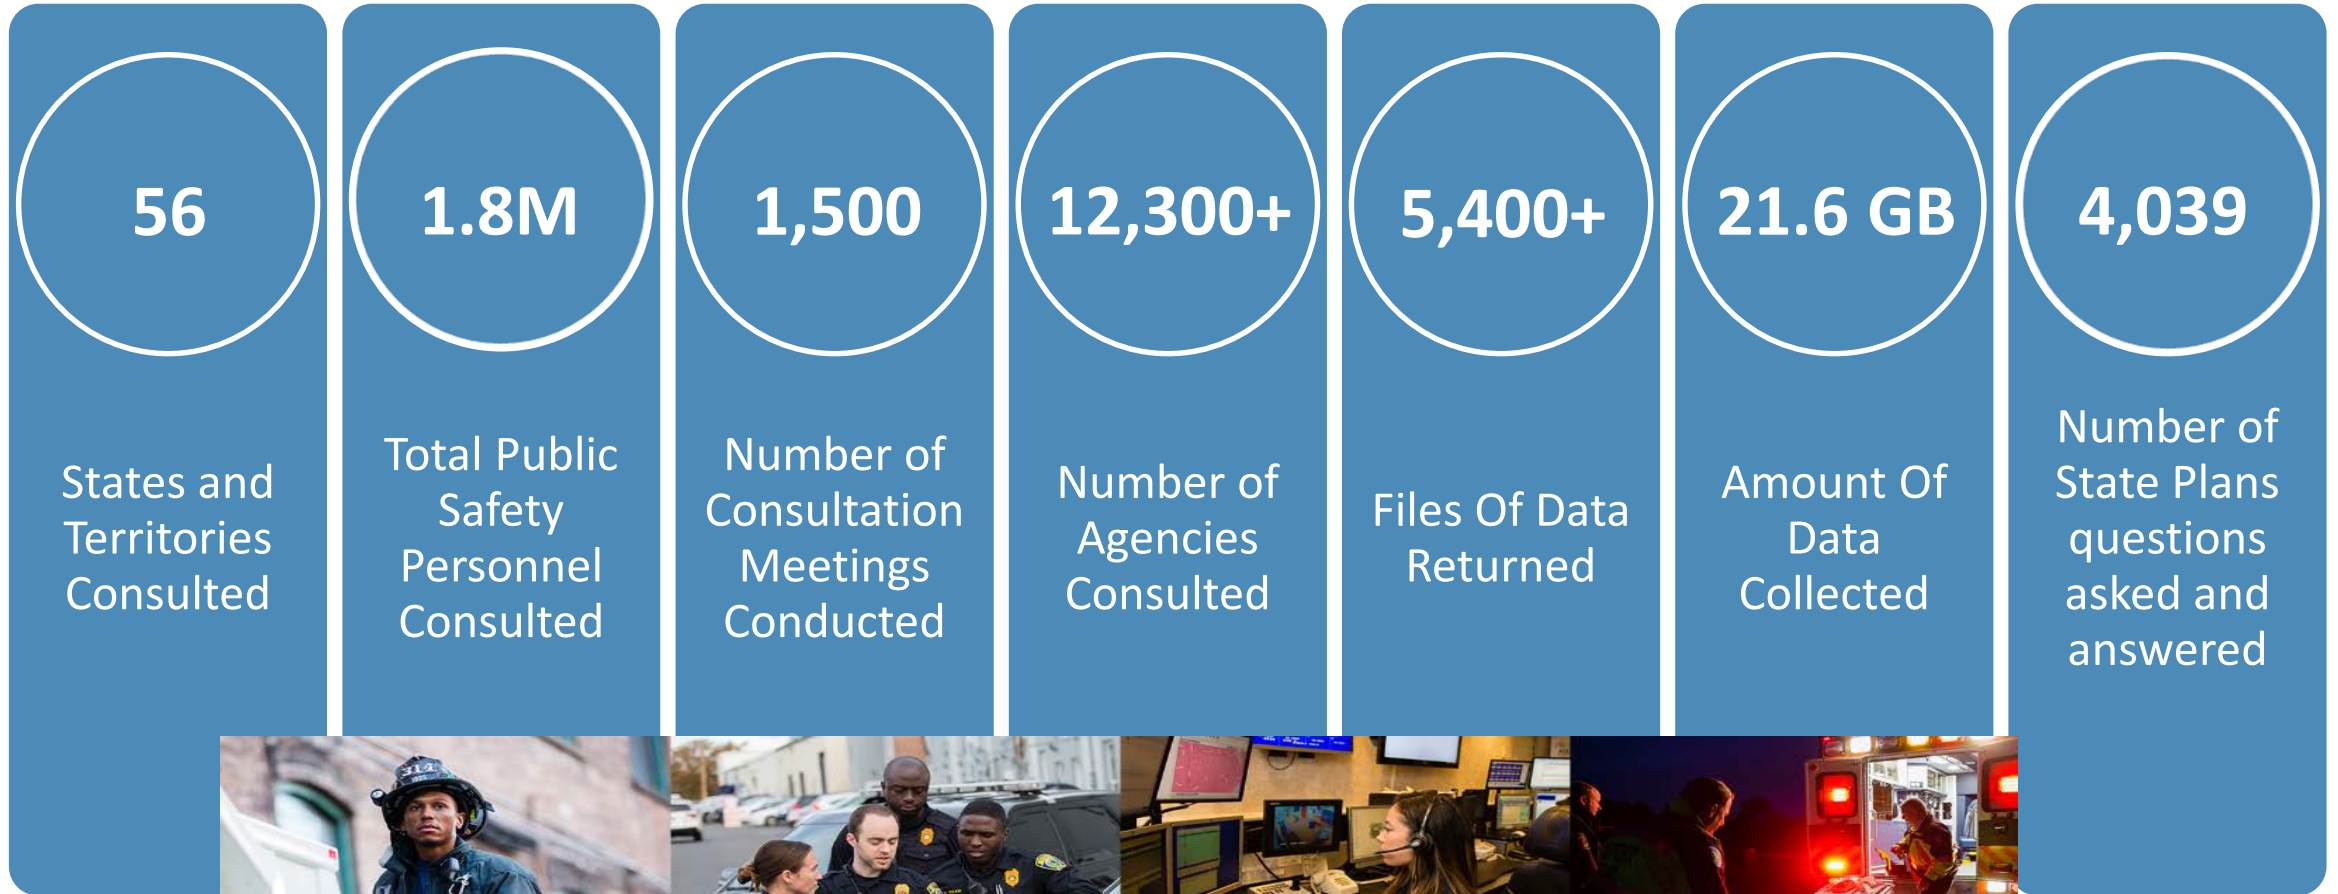 56
States and
Territories
Consulted
1.8M
Total Public
Safety
Personnel
Consulted
1,500
Number of
Consultation
Meetings
Conducted
12,300+
Number of
Agencies
Consulted
5,400+
Files Of Data
Returned
21.6 GB
Amount Of
Data
Collected
4,039
Number of
State Plans
questions
asked and
answered
314